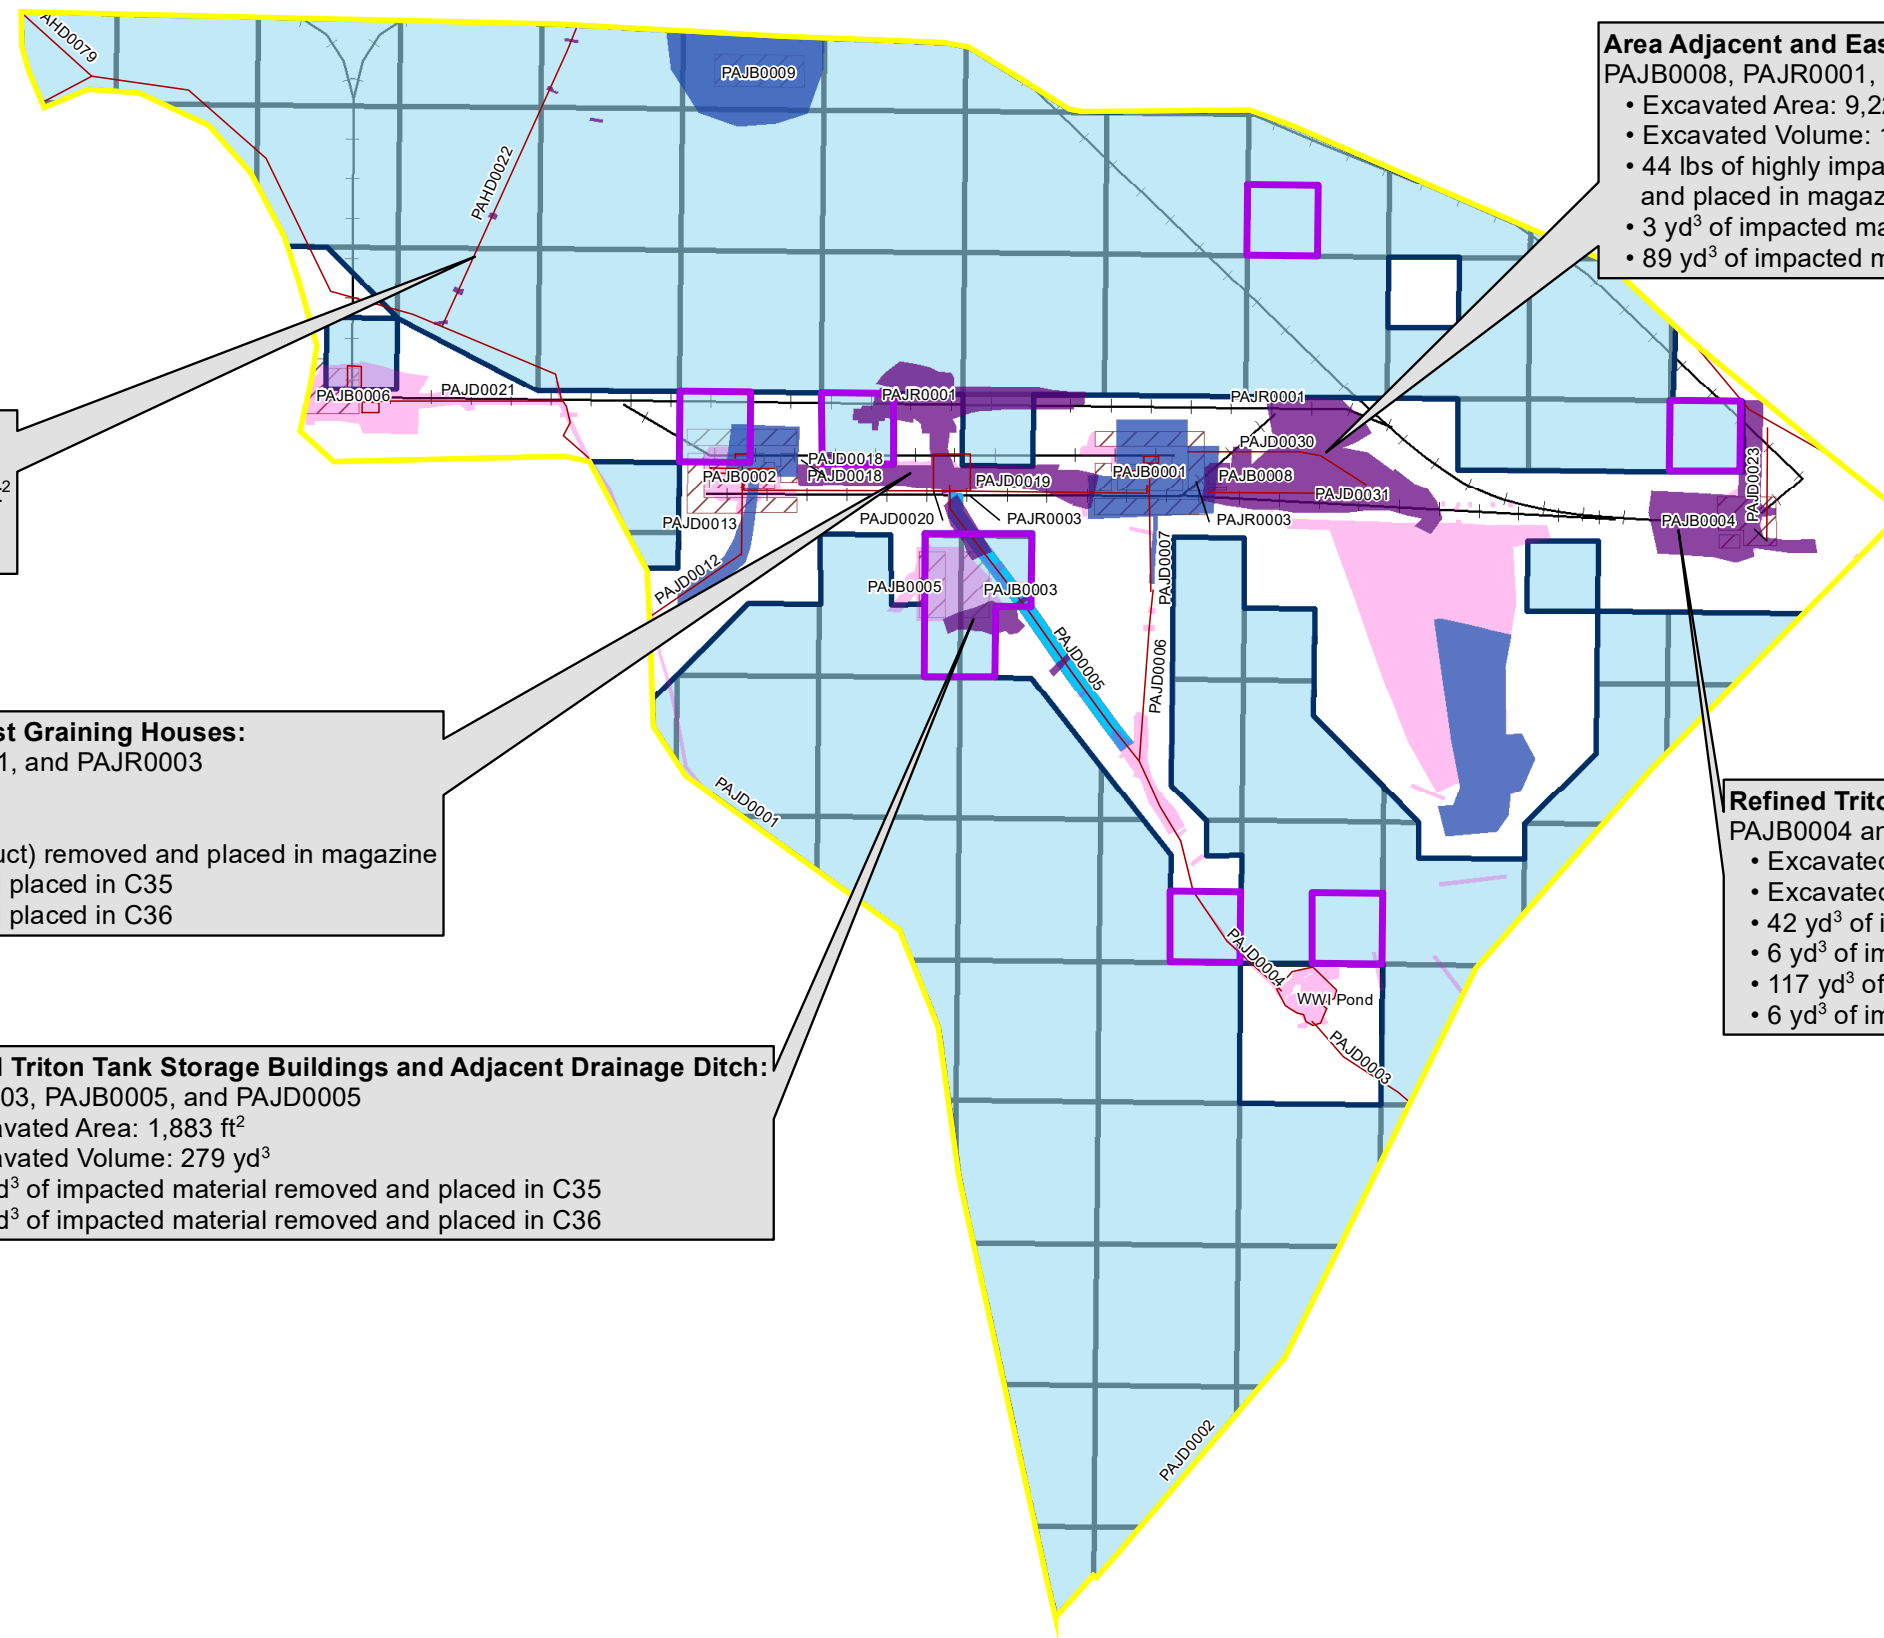 AHD0079
PAJB0009
PAHD0022
Area Adjacent and Eas
PAJB0008, PAJR0001,
• Excavated Area: 9,22
• Excavated Volume: 1
• 44 lbs of highly impa
and placed in magaz
• 3 yd³ of impacted ma
• 89 yd³ of impacted m
PAJB0006
PAJD0021
PAJR0001
PAJR0001
PAJD0030
PAJD0018
PAJD0018
PAJB0002
PAJD0019
PAJB0001
PAJB0008
PAJD0031
PAJD0023
-2
PAJD0013
PAJD0020
PAJR0003
PAJR0003
PAJB0004
PAJD0012
PAJB0005
PAJB0003
PAJD0007
PAJD0005
PAJD0006
st Graining Houses:
1, and PAJR0003
uct) removed and placed in magazine
placed in C35
placed in C36
PAJD0001
Refined Trito
PAJB0004 an
• Excavated
• Excavated
• 42 yd³ of i
• 6 yd³ of im
• 117 yd³ of
• 6 yd³ of im
PAJD0004
WWI Pond
PAJD0003
Triton Tank Storage Buildings and Adjacent Drainage Ditch:
03, PAJB0005, and PAJD0005
avated Area: 1,883 ft²
avated Volume: 279 yd³
d³ of impacted material removed and placed in C35
d³ of impacted material removed and placed in C36
PAJD0002